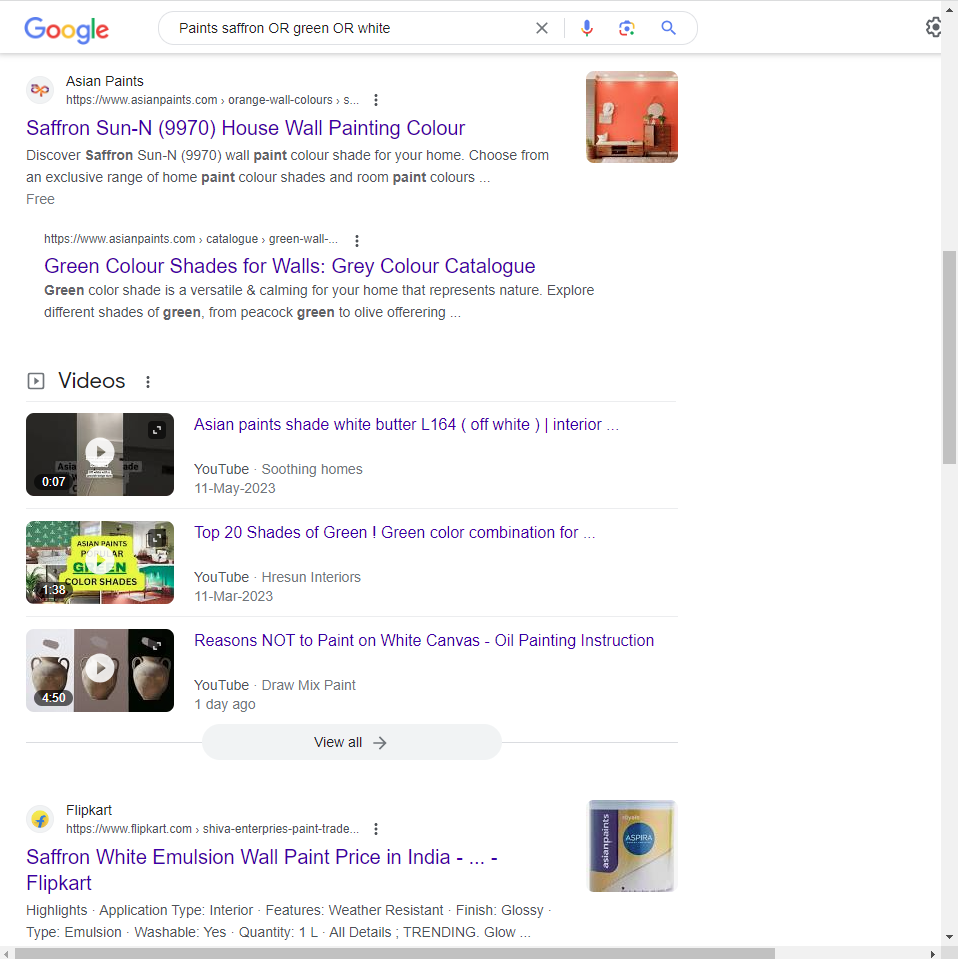 Google
Paints saffron OR green OR white
Asian Paints
https://www.asianpaints.com › orange-wall-colours › s...
Saffron Sun-N (9970) House Wall Painting Colour
Discover Saffron Sun-N (9970) wall paint colour shade for your home. Choose from
an exclusive range of home paint colour shades and room paint colours ...
Free
https://www.asianpaints.com › catalogue › green-wall-...
Green Colour Shades for Walls: Grey Colour Catalogue
Green color shade is a versatile & calming for your home that represents nature. Explore
different shades of green, from peacock green to olive offerering ...
Videos
0:07
Asian paints shade white butter L164 ( off white ) | interior ...
YouTube · Soothing homes
11-May-2023
ASIAN PAINTS
POPULAR
GREEN
COLOR SHADES
1:38
Top 20 Shades of Green ! Green color combination for ...
YouTube · Hresun Interiors
11-Mar-2023
4:50
Reasons NOT to Paint on White Canvas - Oil Painting Instruction
YouTube · Draw Mix Paint
1 day ago
View all
Flipkart
https://www.flipkart.com › shiva-enterpries-paint-trade...
Saffron White Emulsion Wall Paint Price in India - ... -
Flipkart
Highlights · Application Type: Interior · Features: Weather Resistant · Finish: Glossy ·
Type: Emulsion · Washable: Yes · Quantity: 1 L · All Details ; TRENDING. Glow ...
asianpaints
royale
ASPIRA